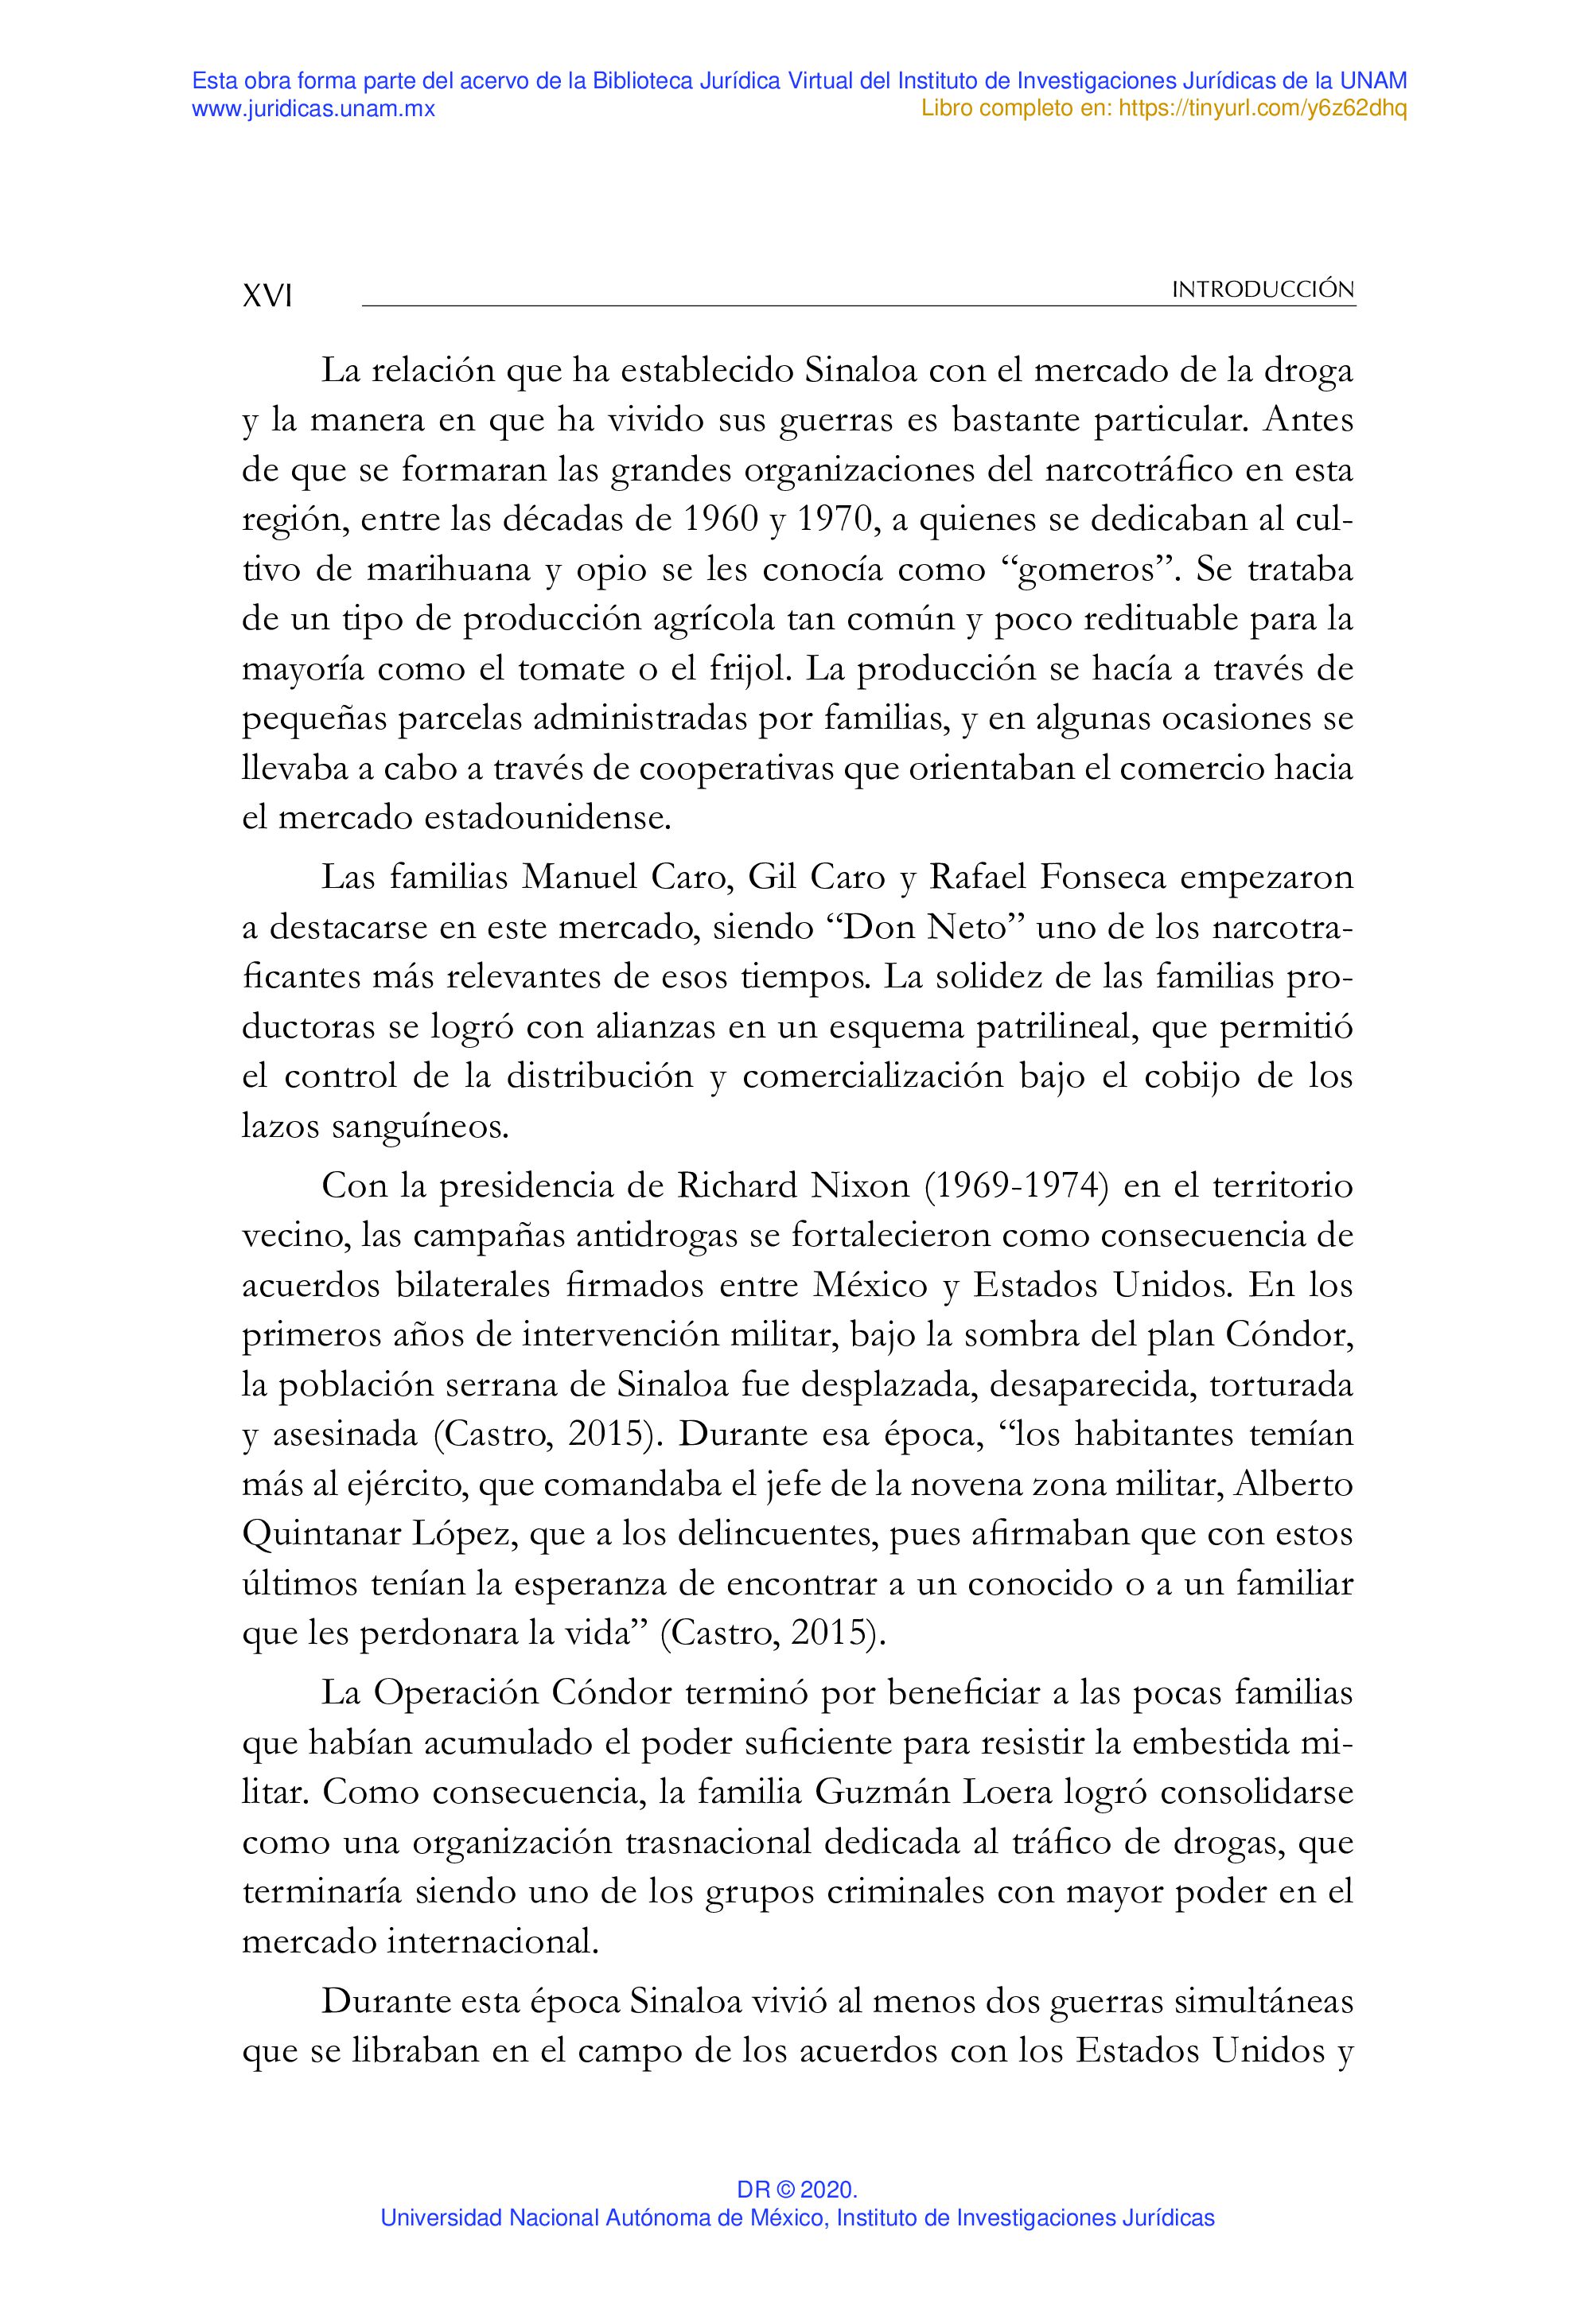 Esta obra forma parte del acervo de la Biblioteca Jurídica Virtual del Instituto de Investigaciones Jurídicas de la UNAM
www.juridicas.unam.mx
Libro completo en: https://tinyurl.com/y6z62dhq
XVI
INTRODUCCIÓN
La relación que ha establecido Sinaloa con el mercado de la droga
y la manera en que ha vivido sus guerras es bastante particular. Antes
de que se formaran las grandes organizaciones del narcotráfico en esta
región, entre las décadas de 1960 y 1970, a quienes se dedicaban al cul-
tivo de marihuana y opio se les conocía como “gomeros”. Se trataba
de un tipo de producción agrícola tan común y poco redituable para la
mayoría como el tomate o el frijol. La producción se hacía a través de
pequeñas parcelas administradas por familias, y en algunas ocasiones se
llevaba a cabo a través de cooperativas que orientaban el comercio hacia
el mercado estadounidense.
Las familias Manuel Caro, Gil Caro y Rafael Fonseca empezaron
a destacarse en este mercado, siendo “Don Neto” uno de los narcotra-
ficantes más relevantes de esos tiempos. La solidez de las familias pro-
ductoras se logró con alianzas en un esquema patrilineal, que permitió
el control de la distribución y comercialización bajo el cobijo de los
lazos sanguíneos.
Con la presidencia de Richard Nixon (1969-1974) en el territorio
vecino, las campañas antidrogas se fortalecieron como consecuencia de
acuerdos bilaterales firmados entre México y Estados Unidos. En los
primeros años de intervención militar, bajo la sombra del plan Cóndor,
la población serrana de Sinaloa fue desplazada, desaparecida, torturada
y asesinada (Castro, 2015). Durante esa época, “los habitantes temían
más al ejército, que comandaba el jefe de la novena zona militar, Alberto
Quintanar López, que a los delincuentes, pues afirmaban que con estos
últimos tenían la esperanza de encontrar a un conocido o a un familiar
que les perdonara la vida” (Castro, 2015).
La Operación Cóndor terminó por beneficiar a las pocas familias
que habían acumulado el poder suficiente para resistir la embestida mi-
litar. Como consecuencia, la familia Guzmán Loera logró consolidarse
como una organización trasnacional dedicada al tráfico de drogas, que
terminaría siendo uno de los grupos criminales con mayor poder en el
mercado internacional.
Durante esta época Sinaloa vivió al menos dos guerras simultáneas
que se libraban en el campo de los acuerdos con los Estados Unidos y
DR © 2020.
Universidad Nacional Autónoma de México, Instituto de Investigaciones Jurídicas